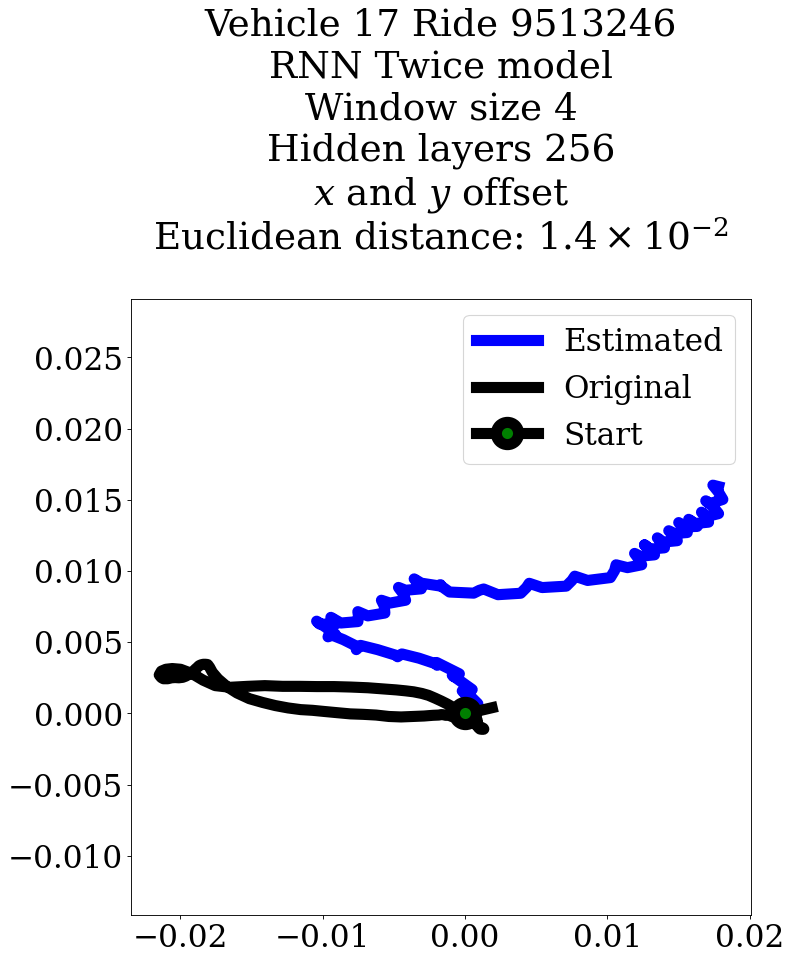 Vehicle 17 Ride 9513246
RNN Twice model
Window size 4
Hidden layers 256
x and y offset
Euclidean distance: 1.4 × 10⁻²
Estimated
Original
Start
0.025
0.020
0.015
0.010
0.005
0.000
−0.005
−0.010
−0.02 −0.01 0.00 0.01 0.02